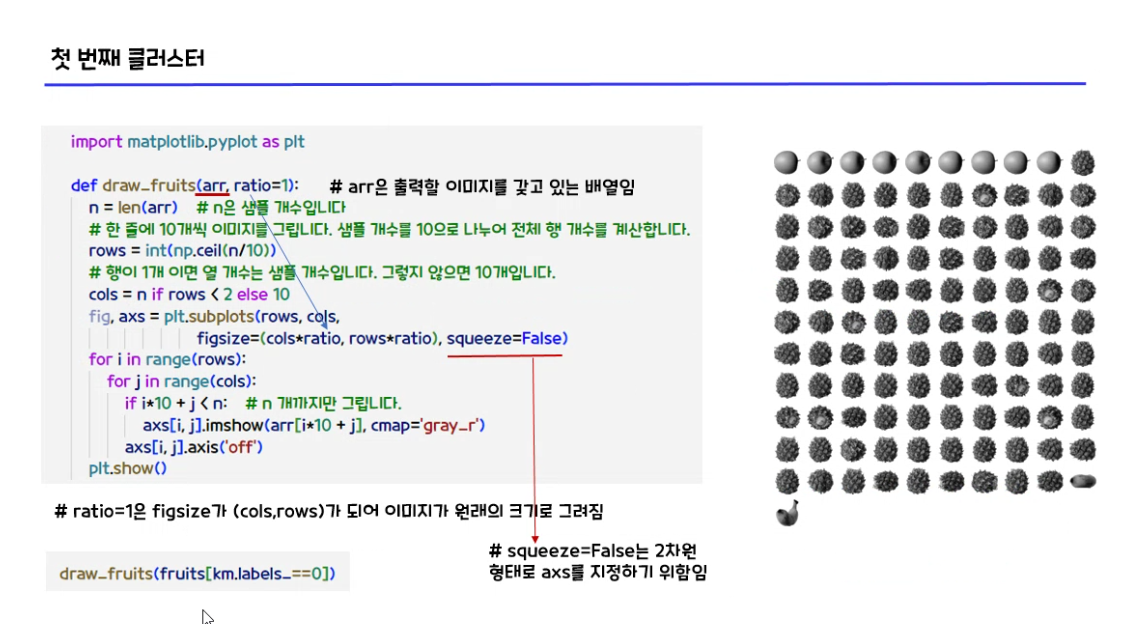 첫 번째 클러스터
import matplotlib.pyplot as plt
def draw_fruits(arr, ratio=1):    # arr은 출력할 이미지를 갖고 있는 배열임
n = len(arr)    # n은 샘플 개수입니다
# 한 줄에 10개씩 이미지를 그립니다. 샘플 개수를 10으로 나누어 전체 행 개수를 계산합니다.
rows = int(np.ceil(n/10))
# 행이 1개 이면 열 개수는 샘플 개수입니다. 그렇지 않으면 10개입니다.
cols = n if rows < 2 else 10
fig, axs = plt.subplots(rows, cols,
figsize=(cols*ratio, rows*ratio), squeeze=False)
for i in range(rows):
for j in range(cols):
if i*10 + j < n:    # n 개까지만 그립니다.
axs[i, j].imshow(arr[i*10 + j], cmap='gray_r')
axs[i, j].axis('off')
plt.show()
# ratio=1은 figsize가 (cols,rows)가 되어 이미지가 원래의 크기로 그려짐
# squeeze=False는 2차원
형태로 axs를 지정하기 위함임
draw_fruits(fruits[km.labels_==0])